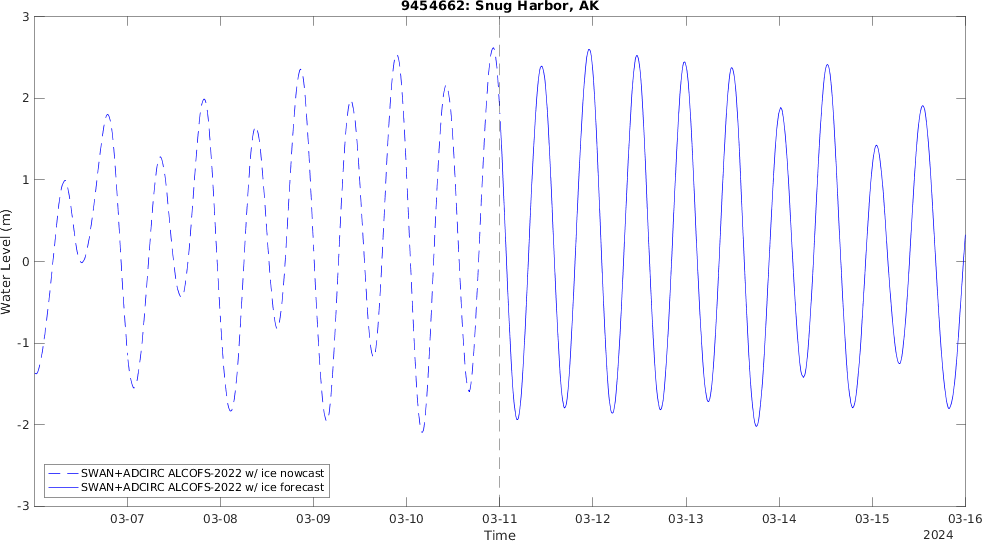 9454662: Snug Harbor, AK
3
2
1
0
-1
-2
-3
Water Level (m)
SWAN+ADCIRC ALCOFS-2022 w/ ice nowcast
SWAN+ADCIRC ALCOFS-2022 w/ ice forecast
03-07 03-08 03-09 03-10 03-11 03-12 03-13 03-14 03-15 03-16
Time
2024